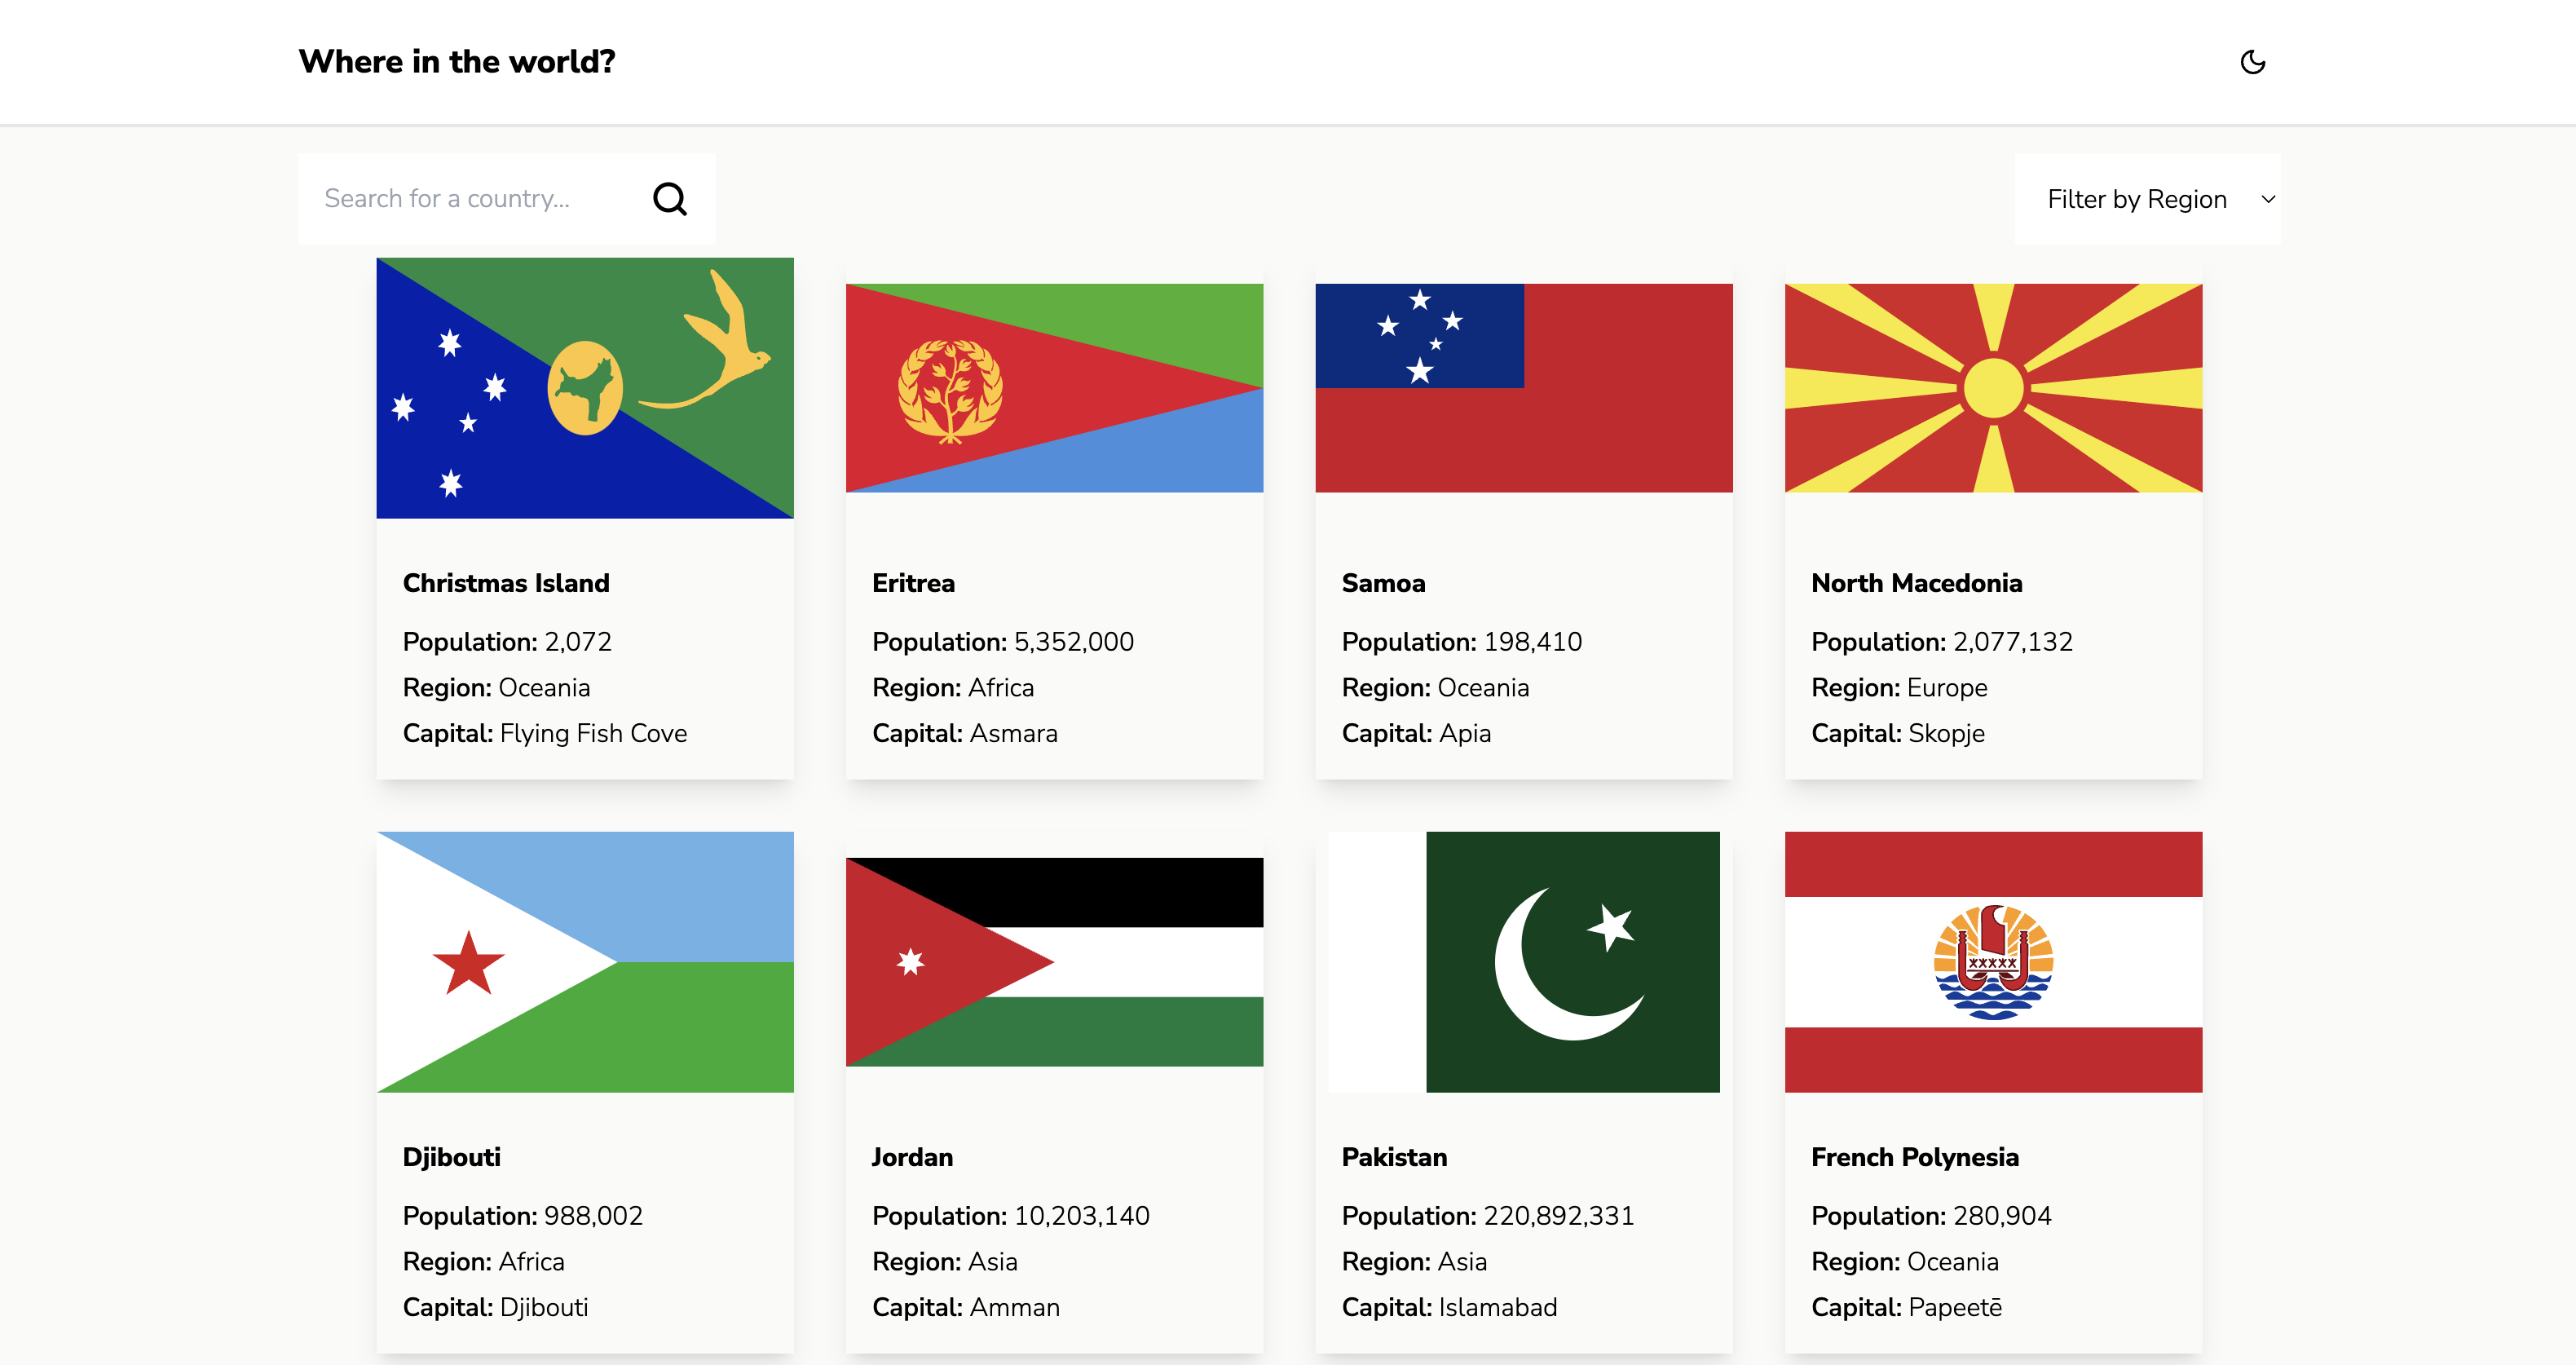 Where in the world?
Search for a country...
Filter by Region
Christmas Island
Population: 2,072
Region: Oceania
Capital: Flying Fish Cove
Eritrea
Population: 5,352,000
Region: Africa
Capital: Asmara
Samoa
Population: 198,410
Region: Oceania
Capital: Apia
North Macedonia
Population: 2,077,132
Region: Europe
Capital: Skopje
Djibouti
Population: 988,002
Region: Africa
Capital: Djibouti
Jordan
Population: 10,203,140
Region: Asia
Capital: Amman
Pakistan
Population: 220,892,331
Region: Asia
Capital: Islamabad
French Polynesia
Population: 280,904
Region: Oceania
Capital: Papeetē